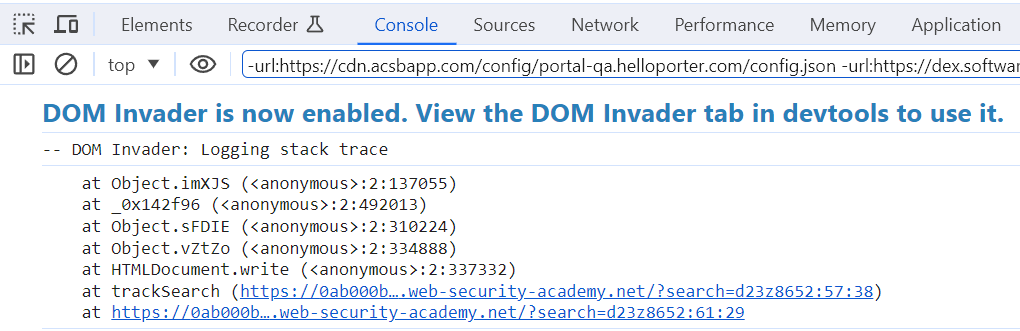 Elements Recorder Console Sources Network Performance Memory Application
top -url:https://cdn.acsbapp.com/config/portal-qa.helloporter.com/config.json -url:https://dex.softwar
DOM Invader is now enabled. View the DOM Invader tab in devtools to use it.
-- DOM Invader: Logging stack trace
at Object.imXJS (<anonymous>:2:137055)
at _0x142f96 (<anonymous>:2:492013)
at Object.sFDIE (<anonymous>:2:310224)
at Object.vZtZo (<anonymous>:2:334888)
at HTMLDocument.write (<anonymous>:2:337332)
at trackSearch (https://0ab000b….web-security-academy.net/?search=d23z8652:57:38)
at https://0ab000b….web-security-academy.net/?search=d23z8652:61:29